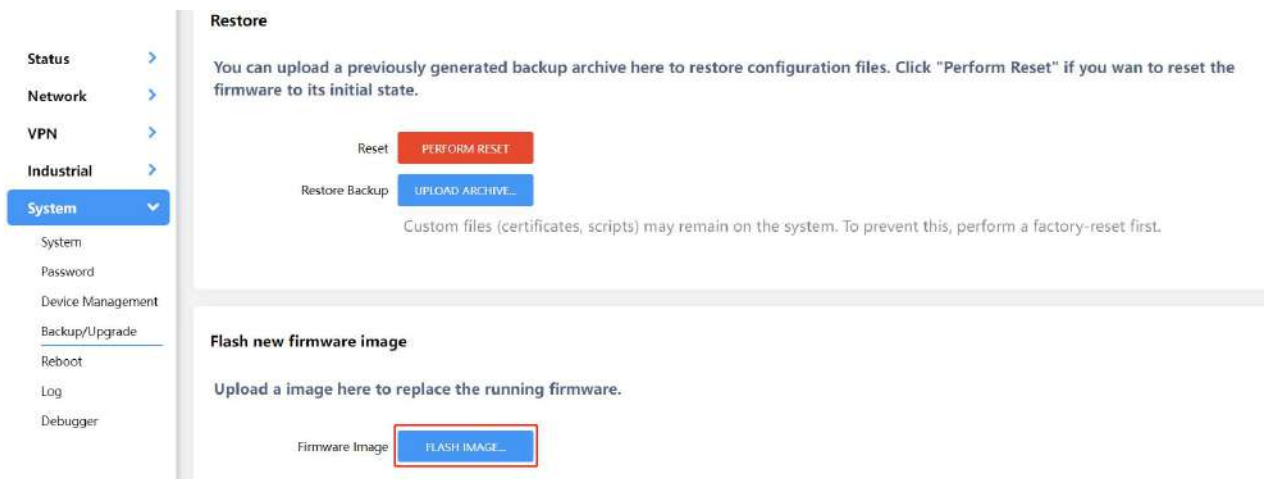 Status
Network
VPN
Industrial
System
System
Password
Device Management
Backup/Upgrade
Reboot
Log
Debugger
Restore
You can upload a previously generated backup archive here to restore configuration files. Click "Perform Reset" if you wan to reset the
firmware to its initial state.
Reset PERFORM RESET
Restore Backup UPLOAD ARCHIVE...
Custom files (certificates, scripts) may remain on the system. To prevent this, perform a factory-reset first.
Flash new firmware image
Upload a image here to replace the running firmware.
Firmware Image FLASH IMAGE...